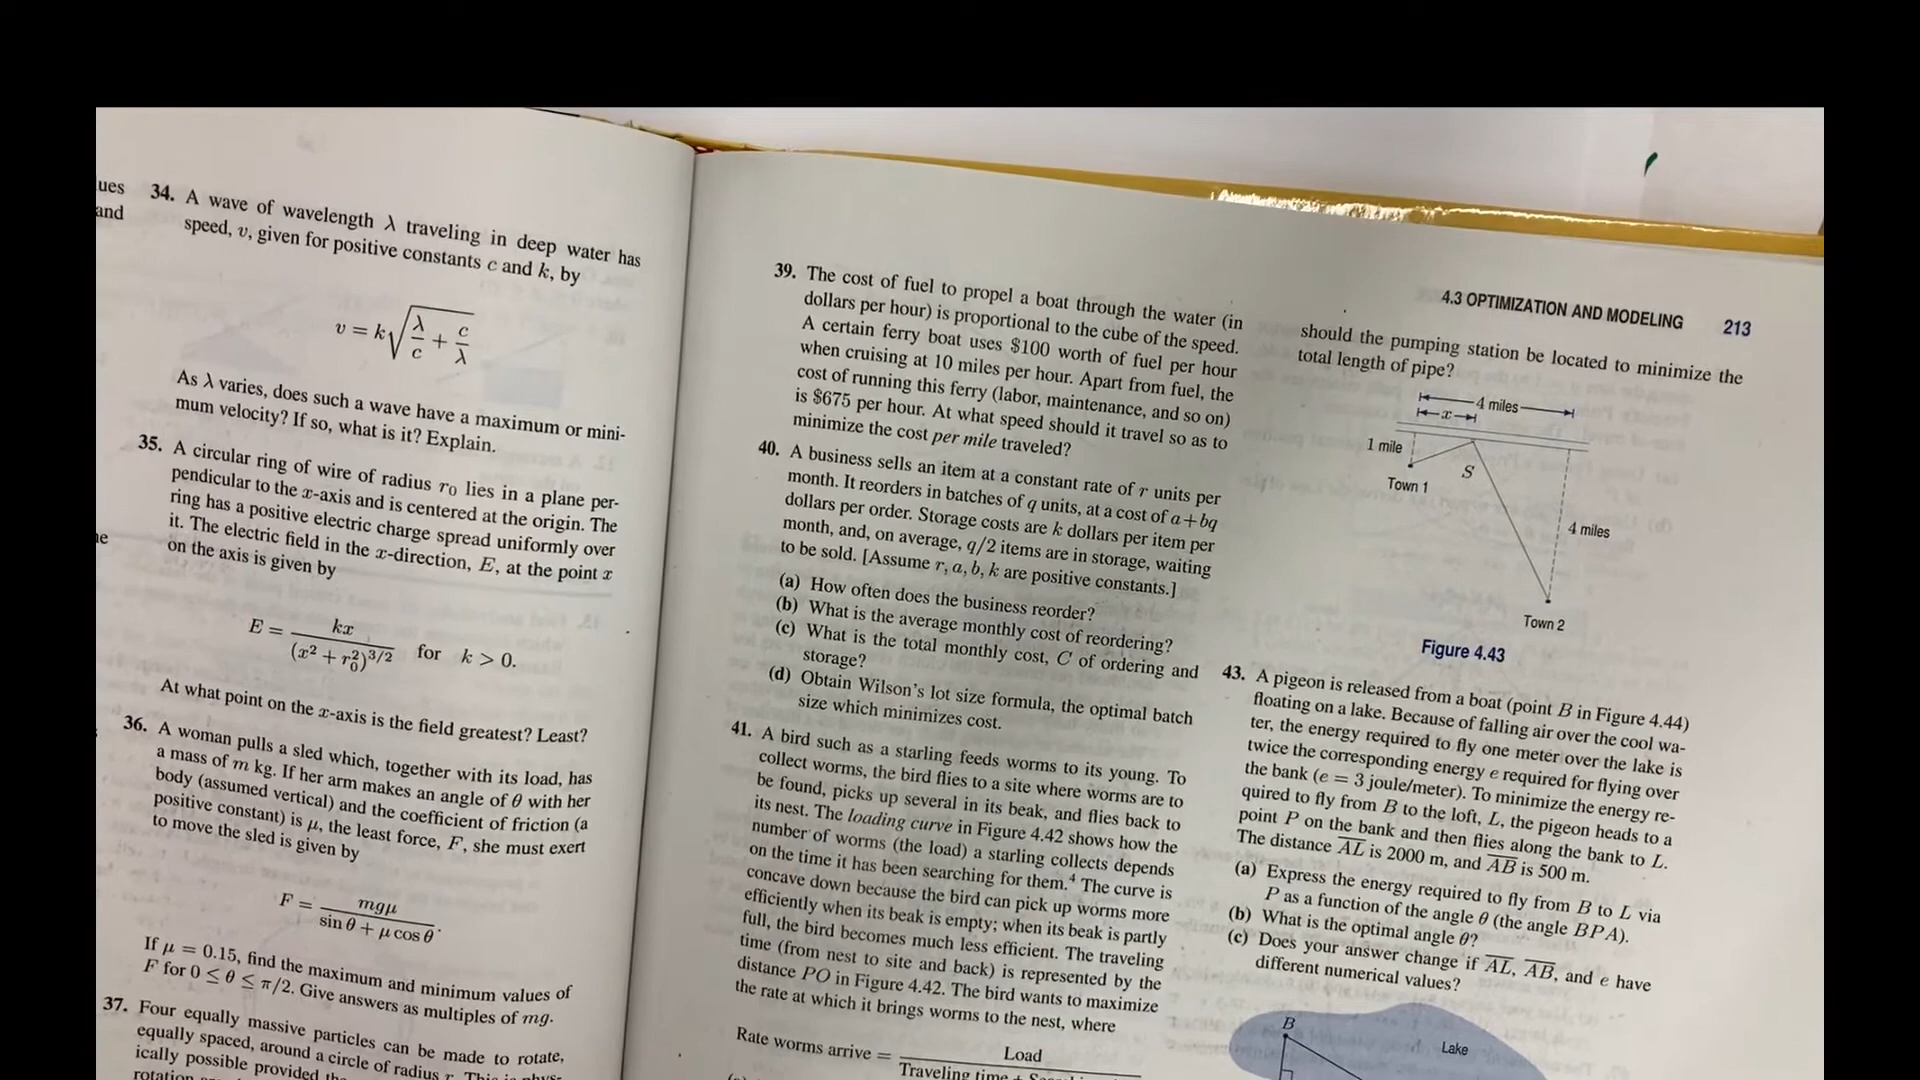 ues
and
34. A wave of wavelength λ traveling in deep water has
speed, v, given for positive constants c and k, by
v = k√(λ/c + c/λ)
As λ varies, does such a wave have a maximum or mini-
mum velocity? If so, what is it? Explain.
35. A circular ring of wire of radius r₀ lies in a plane per-
pendicular to the x-axis and is centered at the origin. The
ring has a positive electric charge spread uniformly over
it. The electric field in the x-direction, E, at the point x
on the axis is given by
E = kx/(x² + r₀²)^{3/2} for k > 0.
At what point on the x-axis is the field greatest? Least?
36. A woman pulls a sled which, together with its load, has
a mass of m kg. If her arm makes an angle of θ with her
body (assumed vertical) and the coefficient of friction (a
positive constant) is μ, the least force, F, she must exert
to move the sled is given by
F = mgμ/(sin θ + μ cos θ).
If μ = 0.15, find the maximum and minimum values of
F for 0 ≤ θ ≤ π/2. Give answers as multiples of mg.
37. Four equally massive particles can be made to rotate,
equally spaced, around a circle of radius r. This is phys-
ically possible provided the
4.3 OPTIMIZATION AND MODELING 213
39. The cost of fuel to propel a boat through the water (in
dollars per hour) is proportional to the cube of the speed.
A certain ferry boat uses $100 worth of fuel per hour
when cruising at 10 miles per hour. Apart from fuel, the
cost of running this ferry (labor, maintenance, and so on)
is $675 per hour. At what speed should it travel so as to
minimize the cost per mile traveled?
40. A business sells an item at a constant rate of r units per
month. It reorders in batches of q units, at a cost of a+bq
dollars per order. Storage costs are k dollars per item per
month, and, on average, q/2 items are in storage, waiting
to be sold. [Assume r, a, b, k are positive constants.]
(a) How often does the business reorder?
(b) What is the average monthly cost of reordering?
(c) What is the total monthly cost, C of ordering and
storage?
(d) Obtain Wilson's lot size formula, the optimal batch
size which minimizes cost.
41. A bird such as a starling feeds worms to its young. To
collect worms, the bird flies to a site where worms are to
be found, picks up several in its beak, and flies back to
its nest. The loading curve in Figure 4.42 shows how the
number of worms (the load) a starling collects depends
on the time it has been searching for them.⁴ The curve is
concave down because the bird can pick up worms more
efficiently when its beak is empty; when its beak is partly
full, the bird becomes much less efficient. The traveling
time (from nest to site and back) is represented by the
distance PO in Figure 4.42. The bird wants to maximize
the rate at which it brings worms to the nest, where
Rate worms arrive = Load
Traveling time +
should the pumping station be located to minimize the
total length of pipe?
4 miles
x
1 mile
S
Town 1
4 miles
Town 2
Figure 4.43
43. A pigeon is released from a boat (point B in Figure 4.44)
floating on a lake. Because of falling air over the cool wa-
ter, the energy required to fly one meter over the lake is
twice the corresponding energy e required for flying over
the bank (e = 3 joule/meter). To minimize the energy re-
quired to fly from B to the loft, L, the pigeon heads to a
point P on the bank and then flies along the bank to L.
The distance A̅L̅ is 2000 m, and A̅B̅ is 500 m.
(a) Express the energy required to fly from B to L via
P as a function of the angle θ (the angle BPA).
(b) What is the optimal angle θ?
(c) Does your answer change if A̅L̅, A̅B̅, and e have
different numerical values?
B
Lake